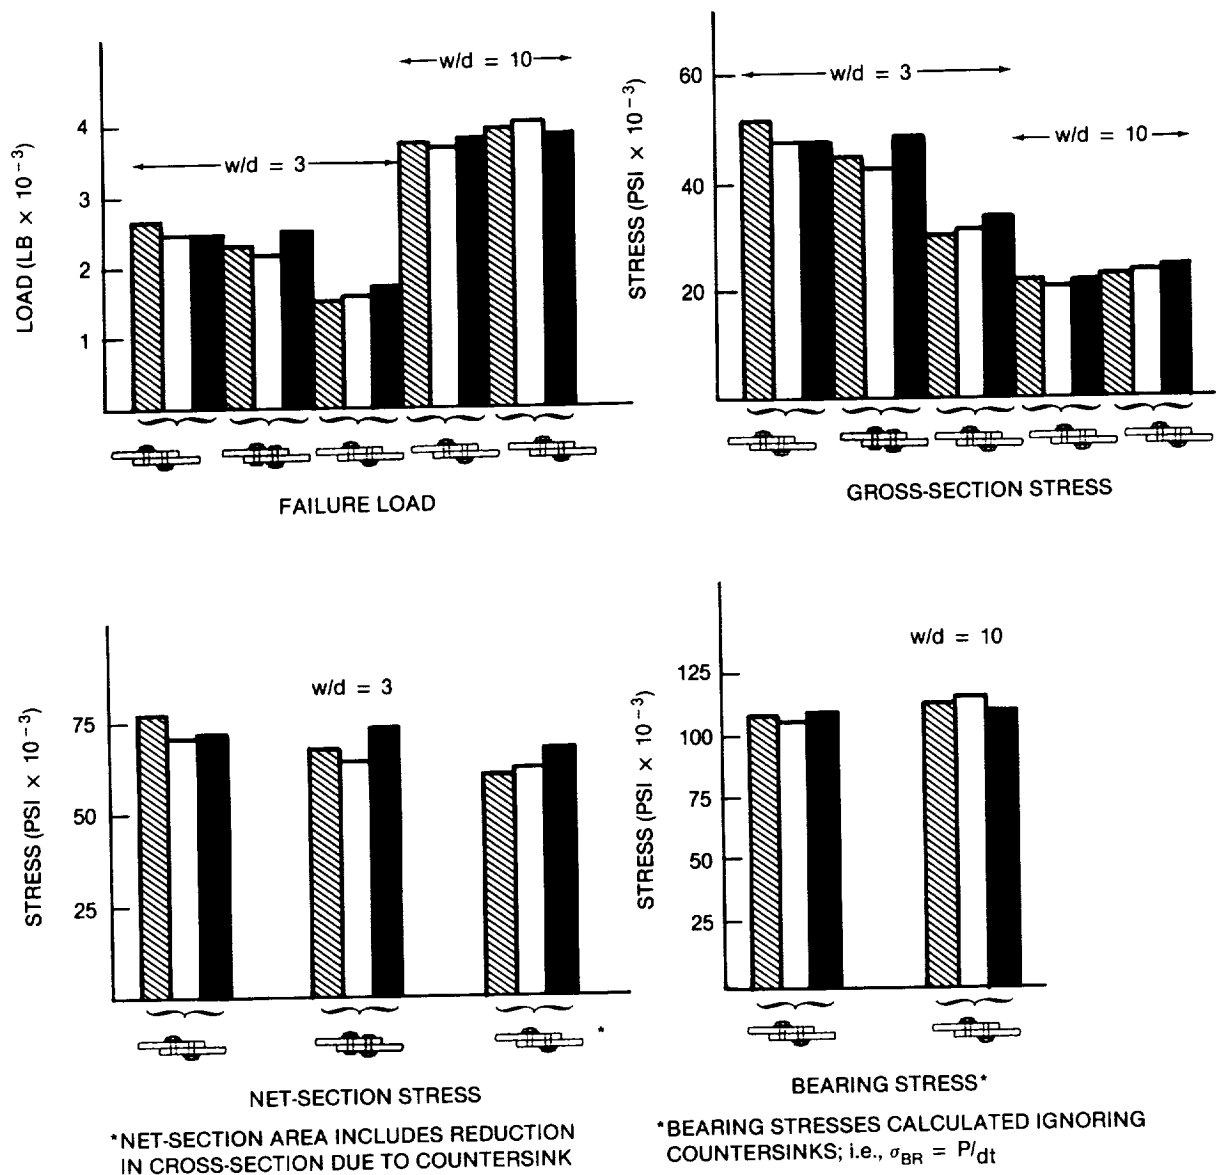 w/d = 10
4
w/d = 3
3
2
1
LOAD (LB × 10⁻³)
FAILURE LOAD
60
w/d = 3
w/d = 10
40
20
STRESS (PSI × 10⁻³)
GROSS-SECTION STRESS
w/d = 3
75
50
25
STRESS (PSI × 10⁻³)
*
NET-SECTION STRESS
*NET-SECTION AREA INCLUDES REDUCTION
IN CROSS-SECTION DUE TO COUNTERSINK
w/d = 10
125
100
75
50
25
STRESS (PSI × 10⁻³)
BEARING STRESS*
*BEARING STRESSES CALCULATED IGNORING
COUNTERSINKS; i.e., σBR = P/dt